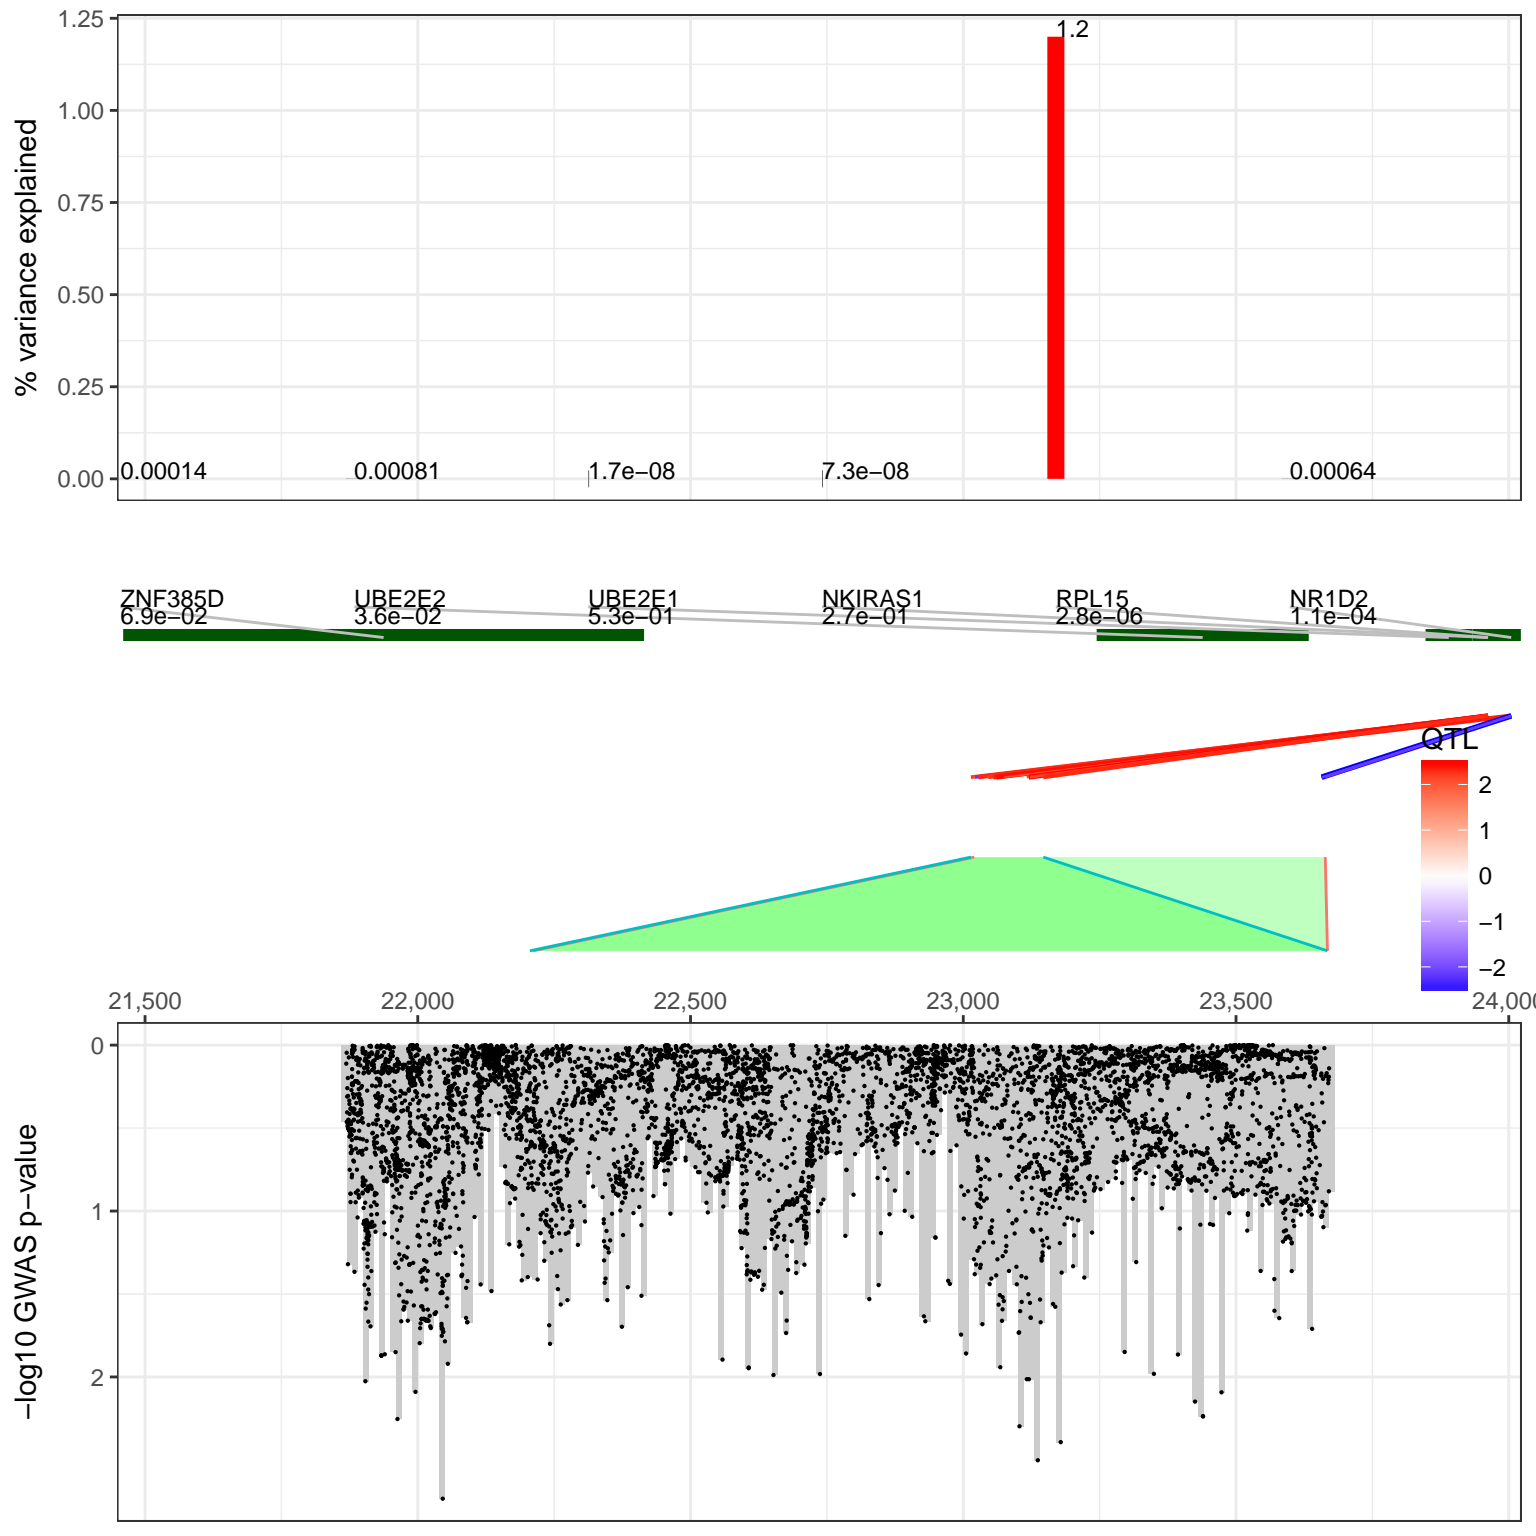 1.25
1.00
0.75
0.50
0.25
0.00
% variance explained
1.2
0.00014
0.00081
1.7e−08
7.3e−08
0.00064
ZNF385D
6.9e−02
UBE2E2
3.6e−02
UBE2E1
5.3e−01
NKIRAS1
2.7e−01
RPL15
2.8e−06
NR1D2
1.1e−04
QTL
2
1
0
−1
−2
21,500
22,000
22,500
23,000
23,500
24,00
0
1
2
−log10 GWAS p−value